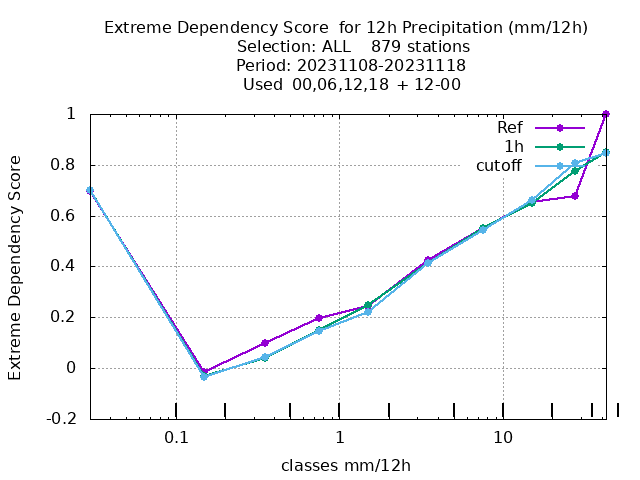 Extreme Dependency Score  for 12h Precipitation (mm/12h)
Selection: ALL    879 stations
Period: 20231108-20231118
Used  00,06,12,18  + 12-00
Extreme Dependency Score
1
0.8
0.6
0.4
0.2
0
-0.2
Ref
1h
cutoff
0.1
1
10
classes mm/12h